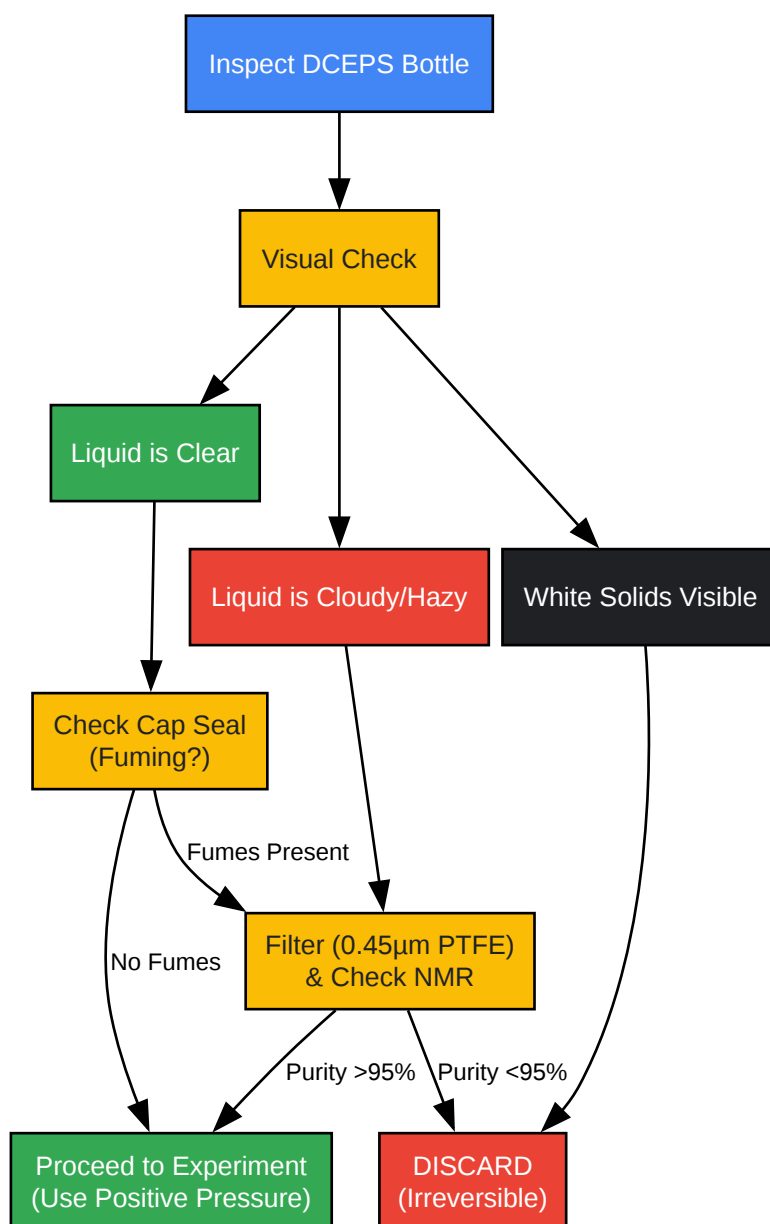 Inspect DCEPS Bottle
Visual Check
Liquid is Clear
Liquid is Cloudy/Hazy
White Solids Visible
Check Cap Seal
(Fuming?)
Fumes Present
No Fumes
Filter (0.45µm PTFE)
& Check NMR
Purity >95%
Purity <95%
Proceed to Experiment
(Use Positive Pressure)
DISCARD
(Irreversible)